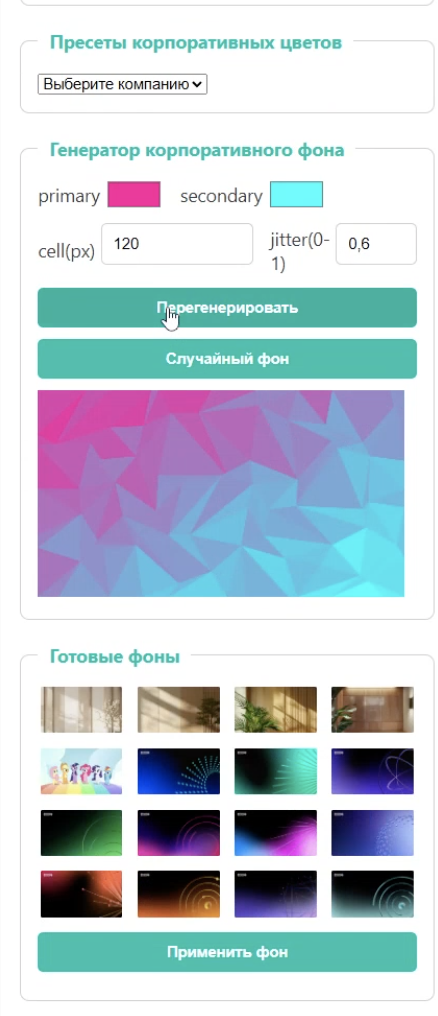 Пресеты корпоративных цветов
Выберите компанию
Генератор корпоративного фона
primary secondary
cell(px) 120 jitter(0-
1) 0,6
Перегенерировать
Случайный фон
Готовые фоны
Применить фон